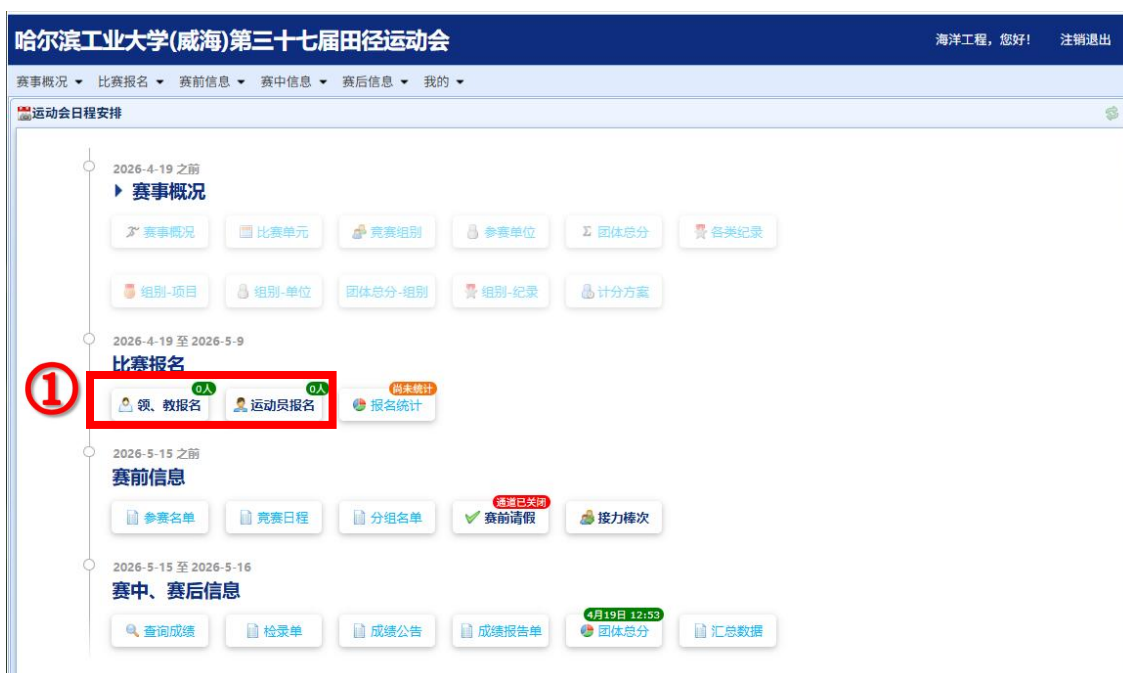 哈尔滨工业大学(威海)第三十七届田径运动会 海洋工程，您好! 注销退出
赛事概况 比赛报名 赛前信息 赛中信息 赛后信息 我的
运动会日程安排
2026-4-19 之前
赛事概况
赛事概况 比赛单元 竞赛组别 参赛单位 Σ 团体总分 各类纪录
组别-项目 组别-单位 团体总分-组别 组别-纪录 计分方案
2026-4-19 至 2026-5-9
比赛报名
①
0人 0人 尚未统计
领、教报名 运动员报名 报名统计
2026-5-15 之前
赛前信息
通道已关闭
参赛名单 竞赛日程 分组名单 赛前请假 接力棒次
2026-5-15 至 2026-5-16
赛中、赛后信息
4月19日 12:53
查询成绩 检录单 成绩公告 成绩报告单 团体总分 汇总数据